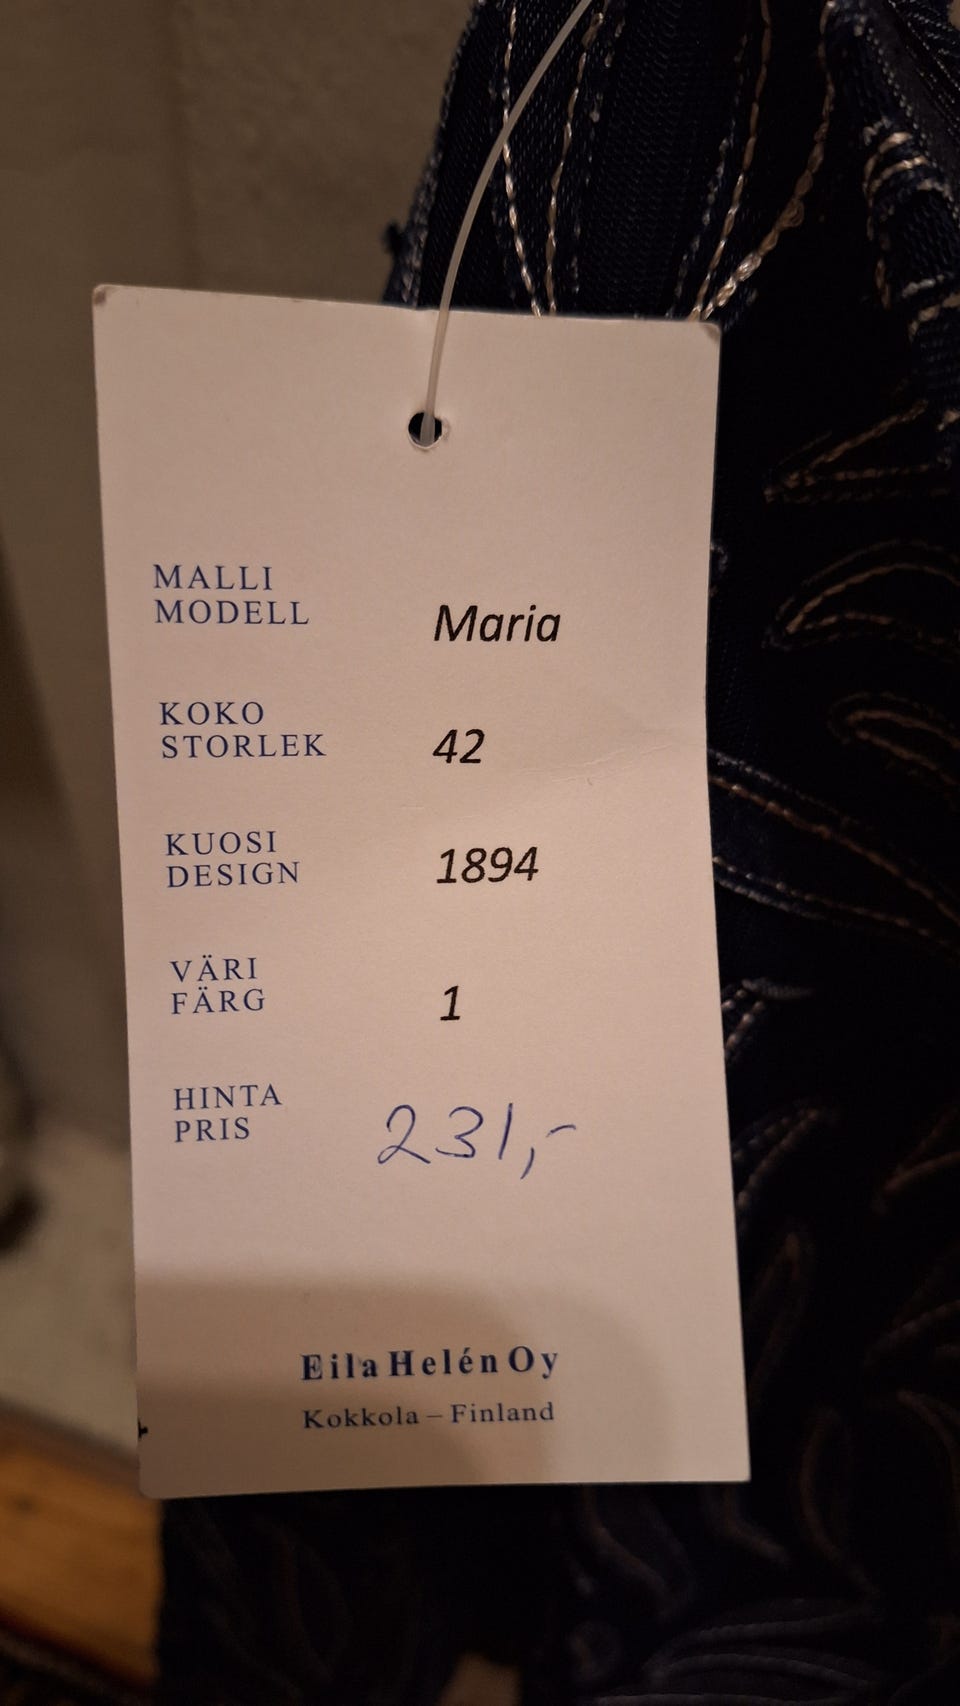 MALLI
MODELL Maria
KOKO
STORLEK 42
KUOSI
DESIGN 1894
VÄRI
FÄRG 1
HINTA
PRIS 231,-
Eila Helén Oy
Kokkola – Finland